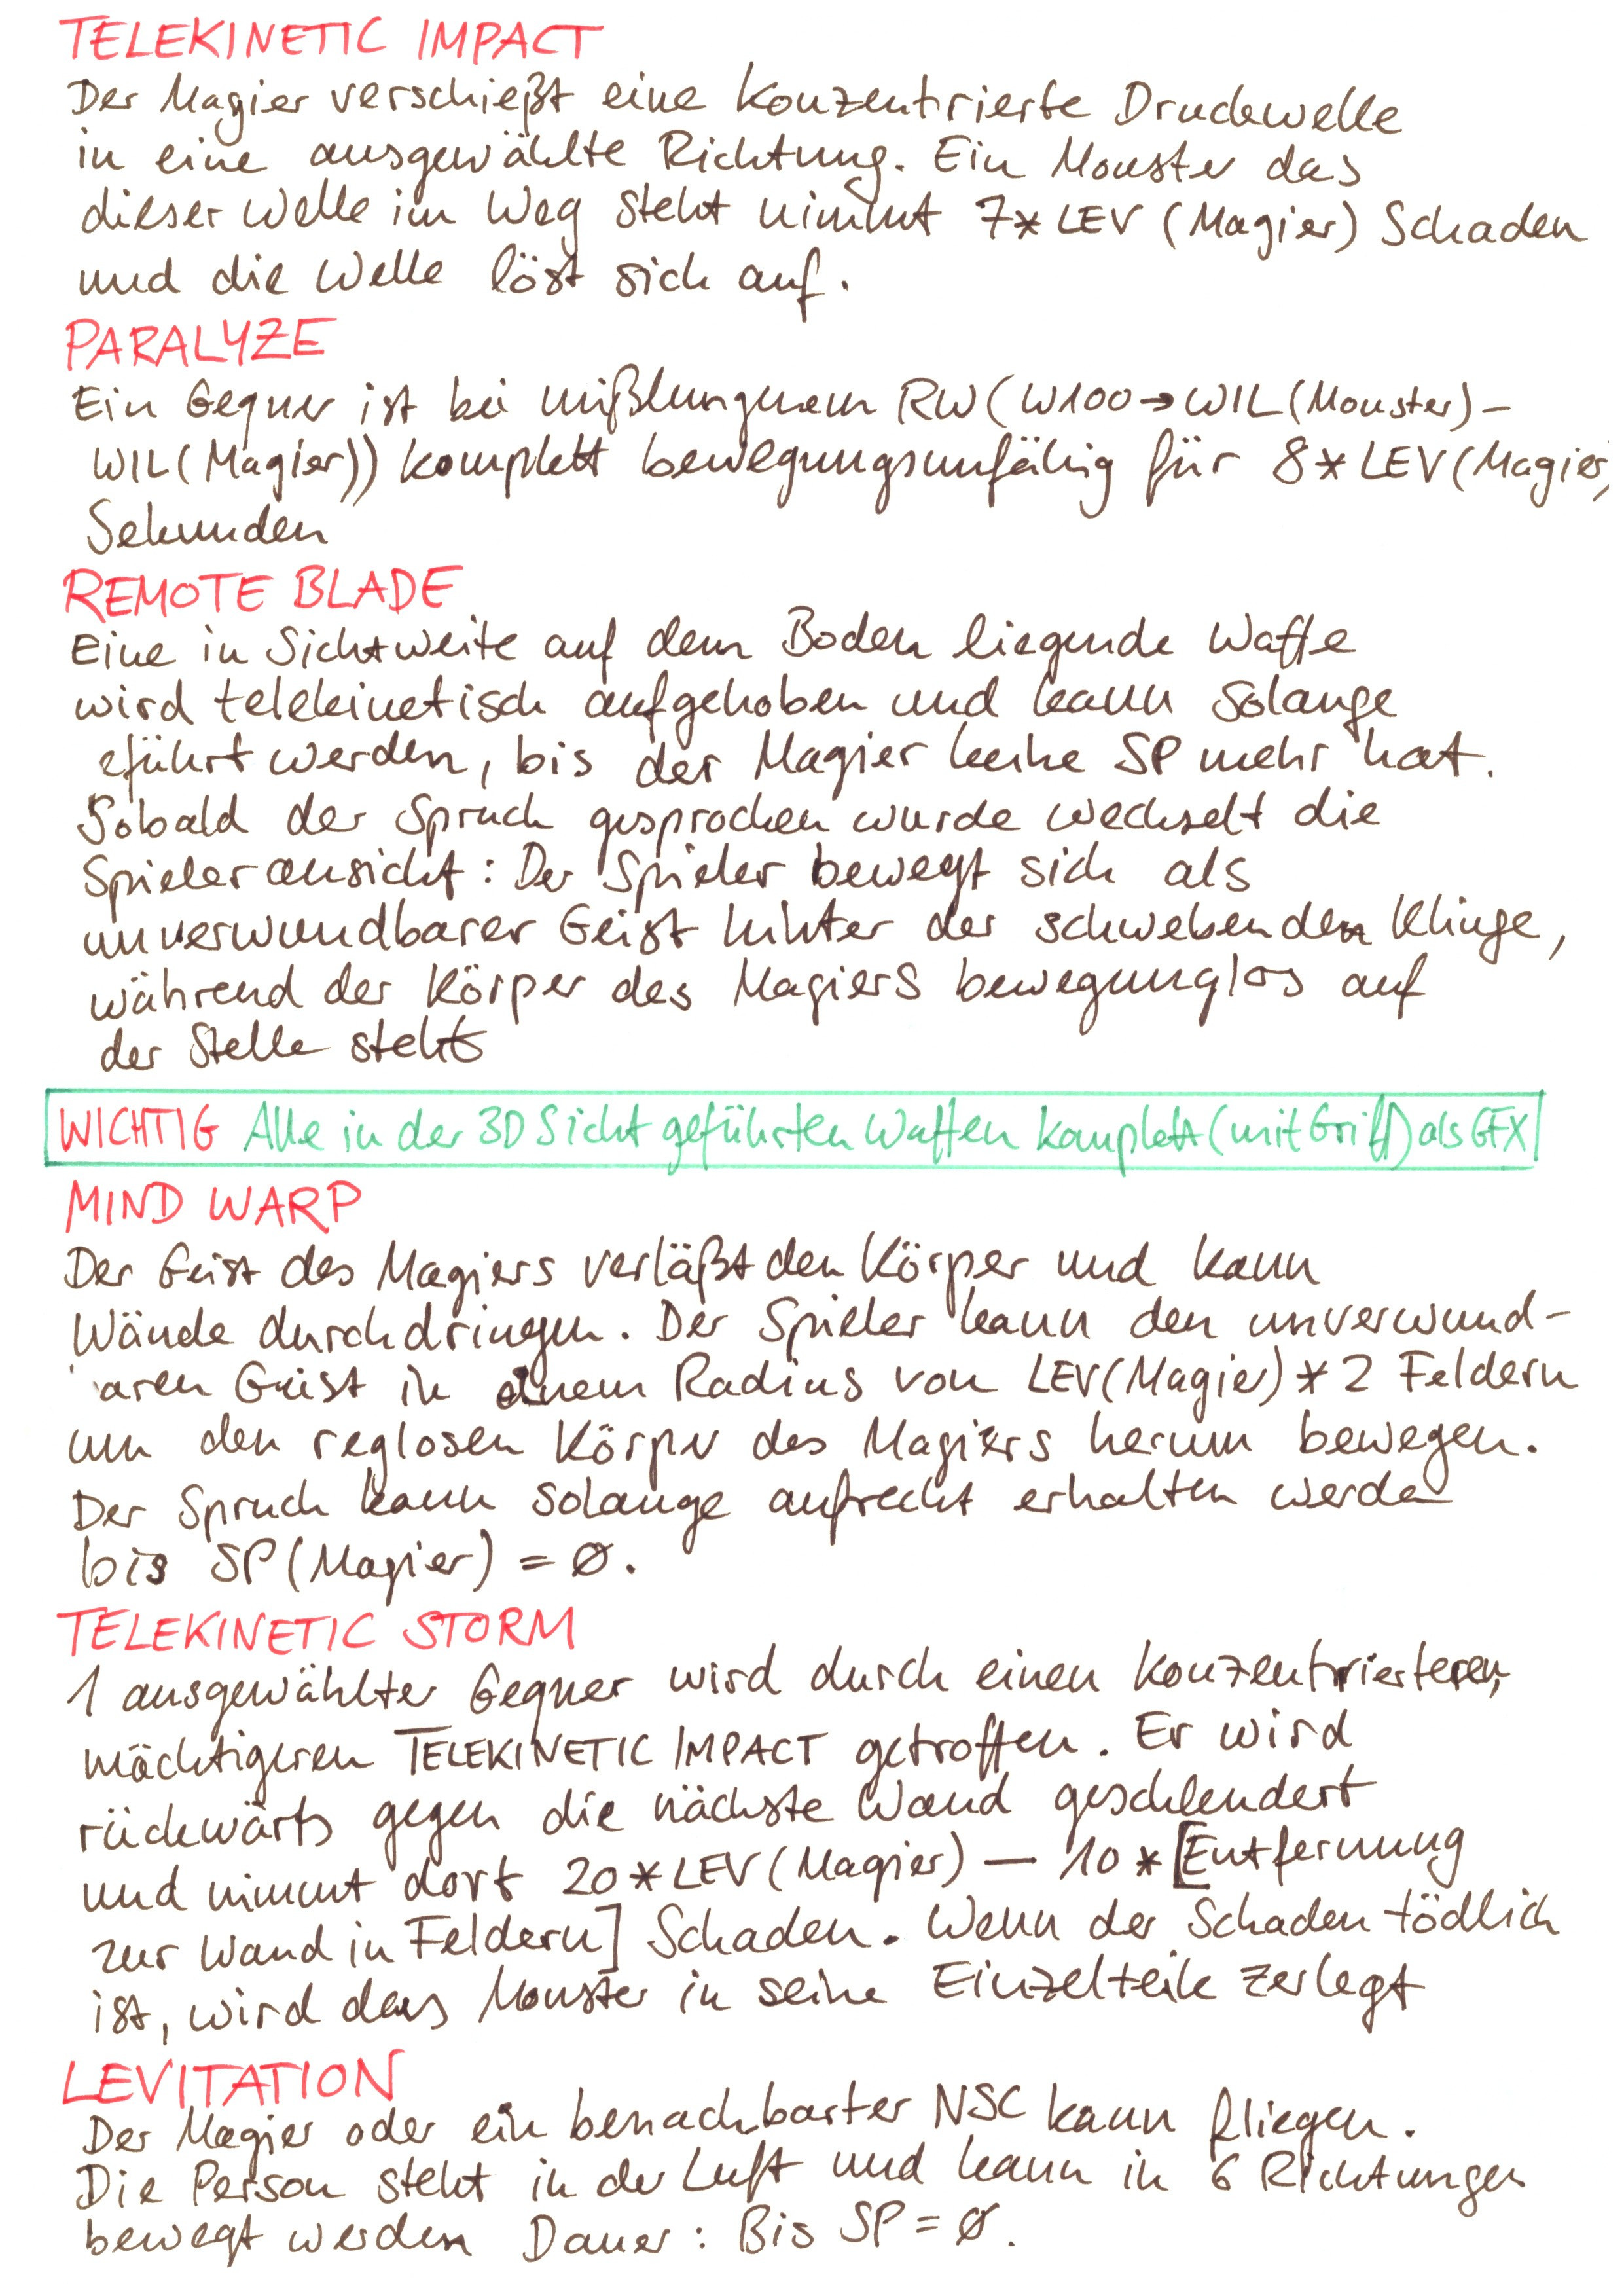 TELEKINETIC IMPACT
Der Magier verschießt eine konzentrierte Druckwelle
in eine ausgewählte Richtung. Ein Monster das
dieser Welle im Weg steht nimmt 7*LEV (Magier) Schaden
und die Welle löst sich auf.
PARALYZE
Ein Gegner ist bei mißlungnem RW (W100→WIL(Monster)–
WIL(Magier)) komplett bewegungsunfähig für 8*LEV(Magier)
Sekunden
REMOTE BLADE
Eine in Sichtweite auf dem Boden liegende Waffe
wird telekinetisch aufgehoben und kann solange
eführt werden, bis der Magier keine SP mehr hat.
Sobald der Spruch gesprochen wurde wechselt die
Spieleransicht: Der Spieler bewegt sich als
unverwundbarer Geist hinter der schwebenden Klinge,
während der Körper des Magiers bewegunglos auf
der Stelle steht
WICHTIG Alle in der 3D Sicht geführten Waffen komplett (mit Griff) als GFX
MIND WARP
Der Geist des Magiers verläßt den Körper und kann
Wände durchdringen. Der Spieler kann den unverwund-
aren Geist in einem Radius von LEV(Magier)*2 Feldern
um den reglosen Körper des Magiers herum bewegen.
Der Spruch kann solange aufrecht erhalten werde
bis SP(Magier) = Ø.
TELEKINETIC STORM
1 ausgewählter Gegner wird durch einen konzentrierteren,
mächtigeren TELEKINETIC IMPACT getroffen. Er wird
rückwärts gegen die nächste Wand geschleudert
und nimmt dort 20*LEV(Magier) – 10*[Entfernung
zur Wand in Feldern] Schaden. Wenn der Schaden tödlich
ist, wird das Monster in seine Einzelteile zerlegt
LEVITATION
Der Magier oder ein benachbarter NSC kann fliegen.
Die Person steht in der Luft und kann in 6 Richtungen
bewegt werden Dauer: Bis SP = Ø.